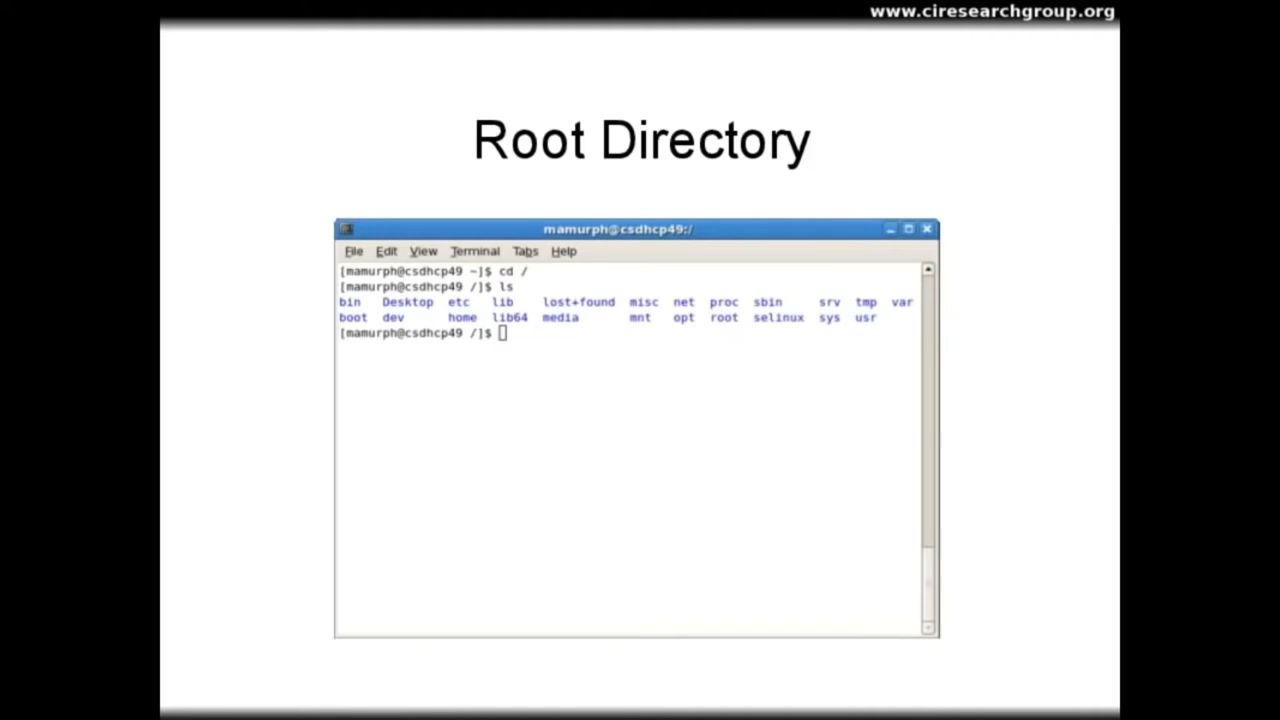 www.ciresearchgroup.org
Root Directory
mamurph@csdhcp49:/
File Edit View Terminal Tabs Help
[mamurph@csdhcp49 ~]$ cd /
[mamurph@csdhcp49 /]$ ls
bin Desktop etc lib lost+found misc net proc sbin srv tmp var
boot dev home lib64 media mnt opt root selinux sys usr
[mamurph@csdhcp49 /]$